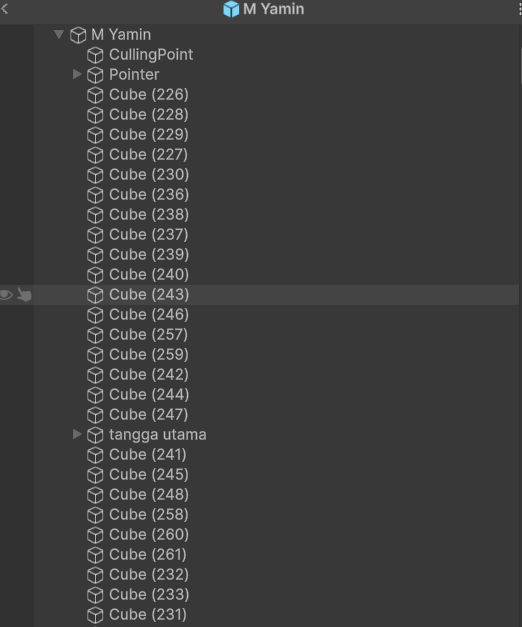 M Yamin
M Yamin
CullingPoint
Pointer
Cube (226)
Cube (228)
Cube (229)
Cube (227)
Cube (230)
Cube (236)
Cube (238)
Cube (237)
Cube (239)
Cube (240)
Cube (243)
Cube (246)
Cube (257)
Cube (259)
Cube (242)
Cube (244)
Cube (247)
tangga utama
Cube (241)
Cube (245)
Cube (248)
Cube (258)
Cube (260)
Cube (261)
Cube (232)
Cube (233)
Cube (231)